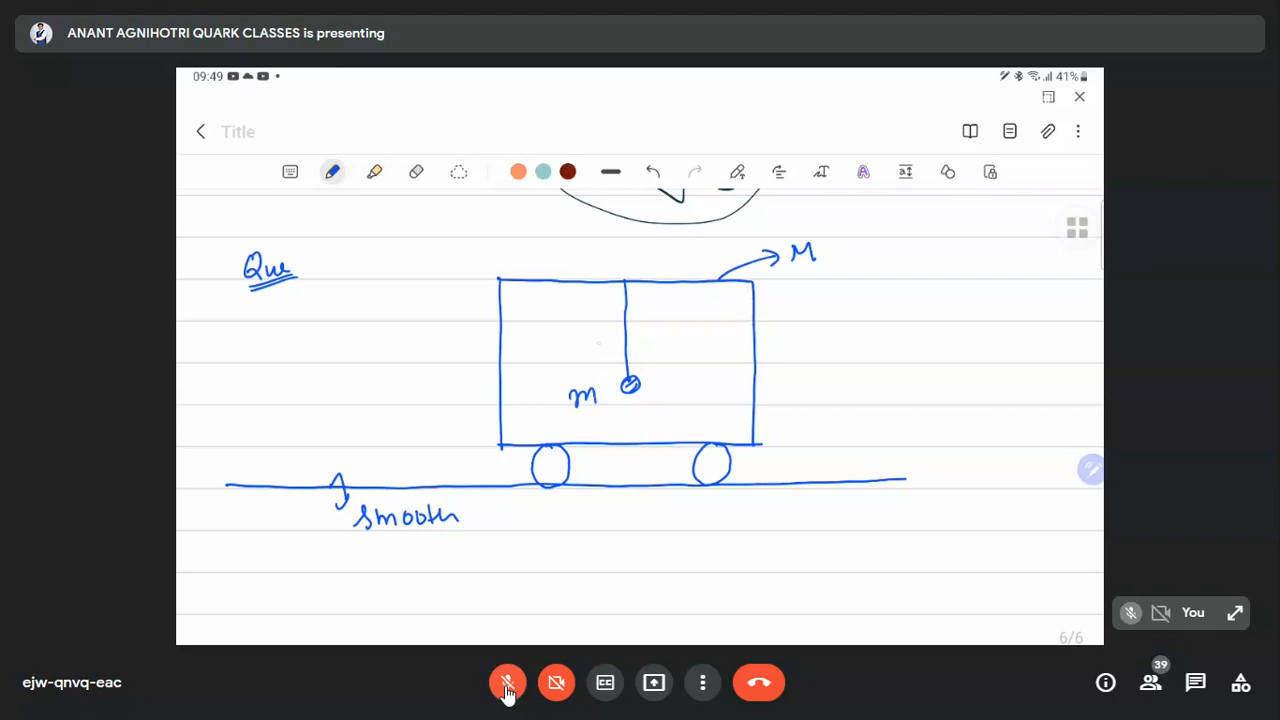 ANANT AGNIHOTRI QUARK CLASSES is presenting
09:49 41%
Title
Que
M
m
smooth
6/6
You
ejw-qnvq-eac
CC
39